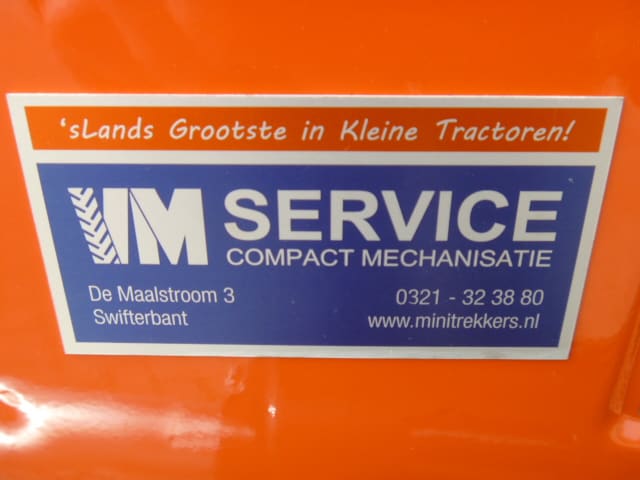 'sLands Grootste in Kleine Tractoren!
VM SERVICE
COMPACT MECHANISATIE
De Maalstroom 3
Swifterbant
0321 - 32 38 80
www.minitrekkers.nl